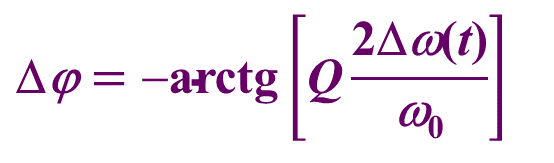 Δφ = −arctg [Q 2Δω(t) / ω₀]